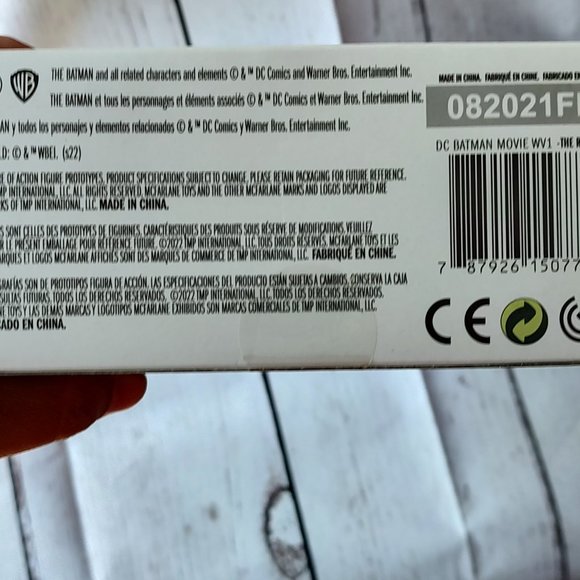 WB
THE BATMAN and all related characters and elements © & ™ DC Comics and Warner Bros. Entertainment Inc.
THE BATMAN et tous les personnages et éléments associés © & ™ DC Comics et Warner Bros. Entertainment Inc.
AN y todos los personajes y elementos relacionados © & ™ DC Comics y Warner Bros. Entertainment Inc.
LD: © & ™ WBEI. (s22)
E OF ACTION FIGURE PROTOTYPES. PRODUCT SPECIFICATIONS SUBJECT TO CHANGE. PLEASE RETAIN PACKAGING FOR FUTURE REFERENCE.
TMP INTERNATIONAL, LLC. ALL RIGHTS RESERVED. MCFARLANE TOYS AND THE OTHER MCFARLANE MARKS AND LOGOS DISPLAYED ARE
KS OF TMP INTERNATIONAL, LLC. MADE IN CHINA.
S SONT CELLES DES PROTOTYPES DE FIGURINES. CARACTÉRISTIQUES DES PRODUITS SOUS RÉSERVE DE MODIFICATIONS. VEUILLEZ
R LE PRÉSENT EMBALLAGE POUR RÉFÉRENCE FUTURE. ©2022 TMP INTERNATIONAL, LLC. TOUS DROITS RÉSERVÉS. MCFARLANE TOYS ET LES
ARQUES ET LOGOS MCFARLANE AFFICHÉS SONT DES MARQUES DE COMMERCE DE TMP INTERNATIONAL, LLC. FABRIQUÉ EN CHINE.
RAFÍAS SON DE PROTOTIPOS FIGURA DE ACCIÓN. LAS ESPECIFICACIONES DEL PRODUCTO ESTÁN SUJETAS A CAMBIOS. CONSERVA LA CAJA
SULTAS FUTURAS. TODOS LOS DERECHOS RESERVADOS. ©2022 TMP INTERNATIONAL, LLC. TODOS LOS DERECHOS RESERVADOS.
NE TOYS Y LAS DEMÁS MARCAS Y LOGOTIPOS MCFARLANE EXHIBIDOS SON MARCAS COMERCIALES DE TMP INTERNATIONAL, LLC.
CADO EN CHINA.
MADE IN CHINA. FABRIQUÉ EN CHINE. FABRICADO EN
082021F
DC BATMAN MOVIE WV1 -THE
7 87926 15077
CE